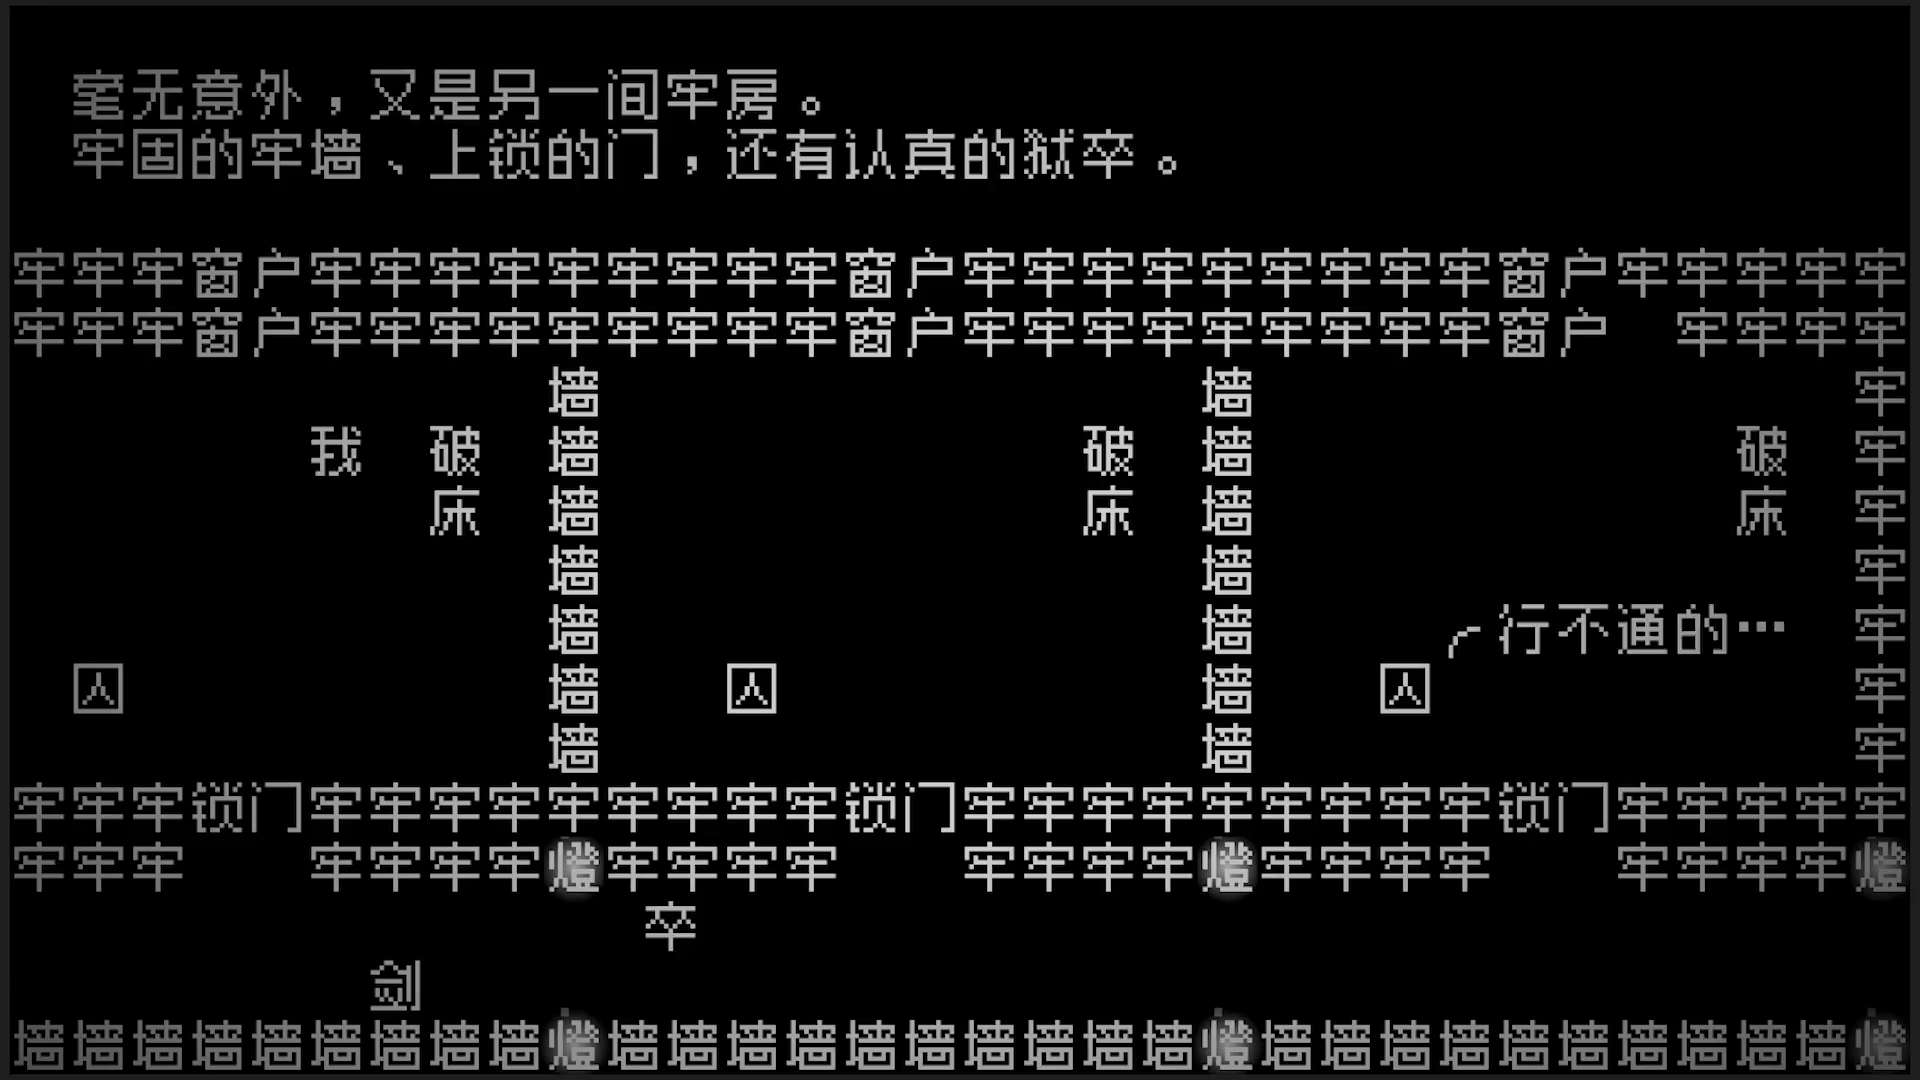 毫无意外，又是另一间牢房。
牢固的牢墙、上锁的门，还有认真的狱卒。
牢牢牢窗户牢牢牢牢牢牢牢牢牢窗户牢牢牢牢牢牢牢牢牢窗户牢牢牢牢牢
牢牢牢窗户牢牢牢牢牢牢牢牢牢窗户牢牢牢牢牢牢牢牢牢窗户 牢牢牢牢
墙 墙 牢
我 破 墙 破 墙 破 牢
床 墙 床 墙 床 牢
墙 墙 牢
墙 墙 行不通的… 牢
囚 墙 囚 墙 囚 牢
墙 墙 牢
牢牢牢锁门牢牢牢牢牢牢牢牢牢锁门牢牢牢牢牢牢牢牢牢锁门牢牢牢牢牢
牢牢牢 牢牢牢牢燈牢牢牢牢 牢牢牢牢燈牢牢牢牢 牢牢牢牢燈
卒
剑
墙墙墙墙墙墙墙墙墙燈墙墙墙墙墙墙墙墙墙墙燈墙墙墙墙墙墙墙墙墙墙燈